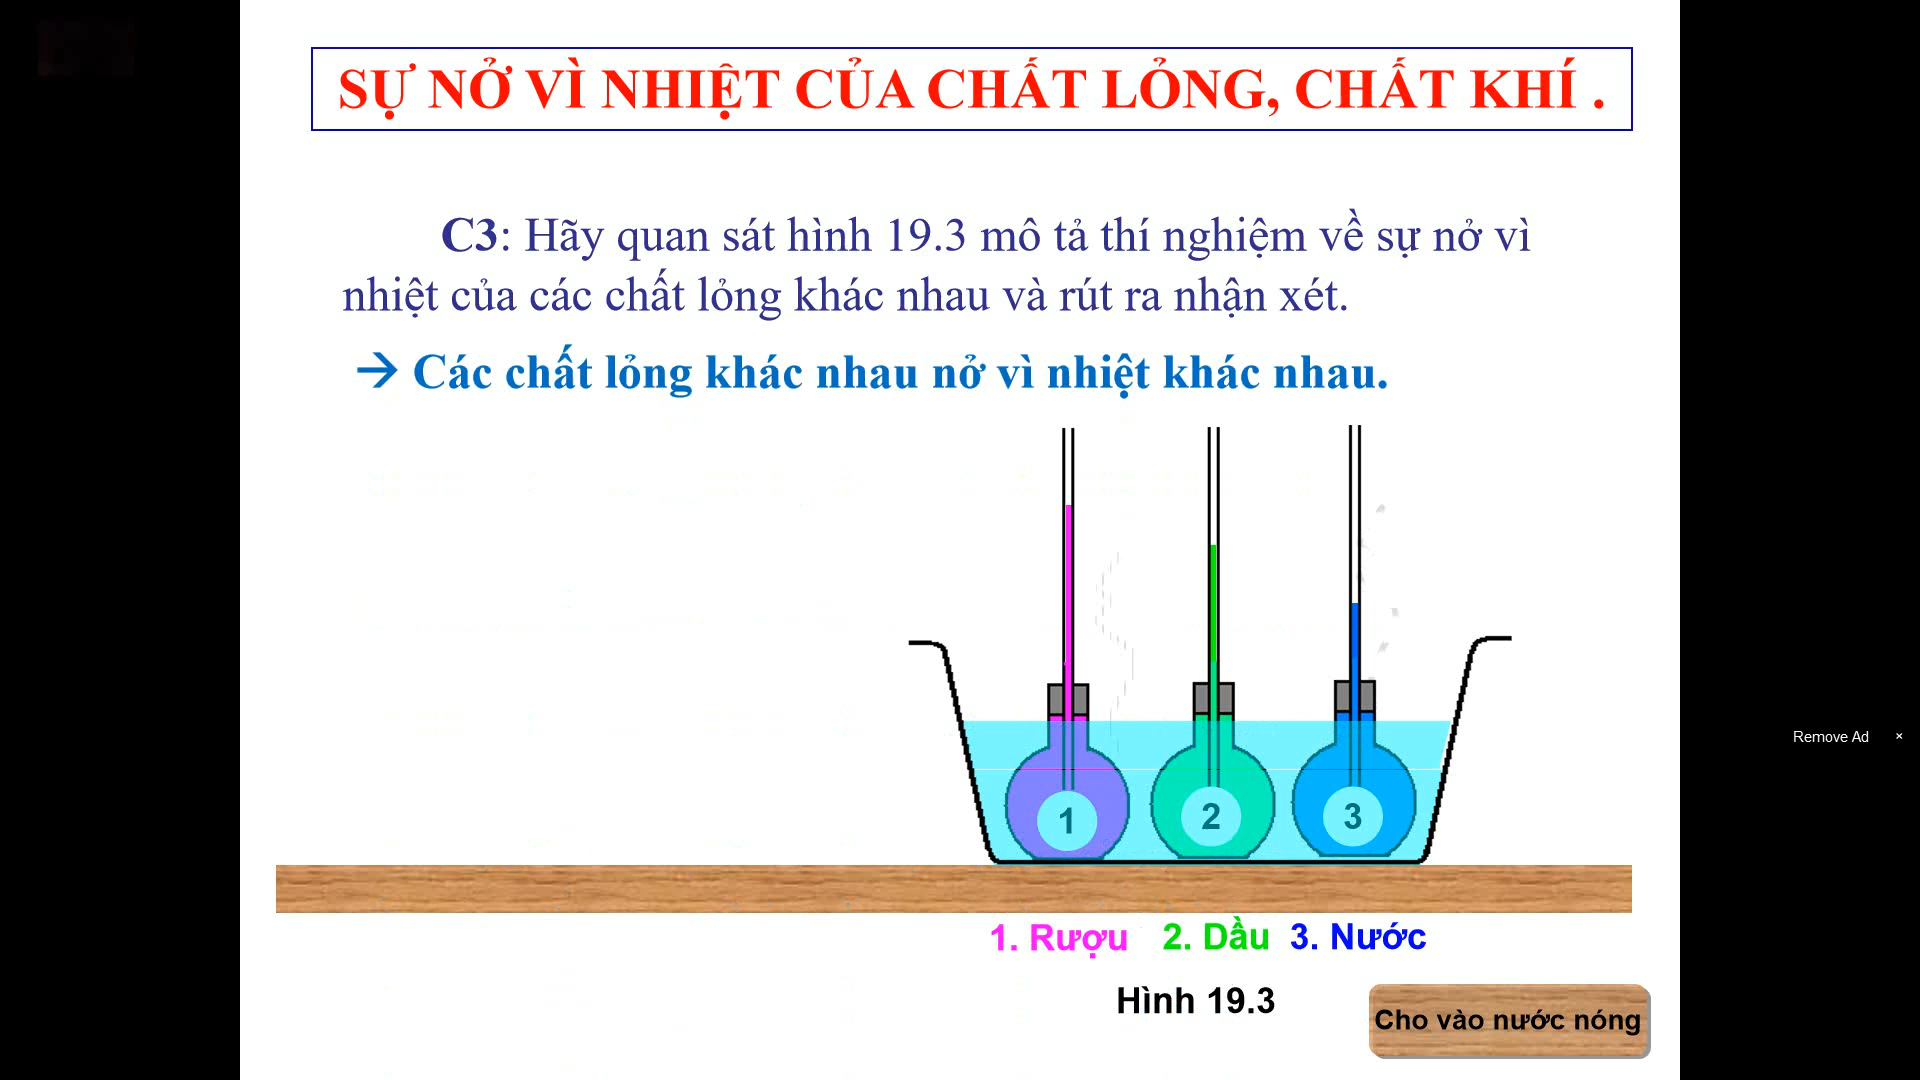 SỰ NỞ VÌ NHIỆT CỦA CHẤT LỎNG, CHẤT KHÍ .
C3: Hãy quan sát hình 19.3 mô tả thí nghiệm về sự nở vì
nhiệt của các chất lỏng khác nhau và rút ra nhận xét.
→ Các chất lỏng khác nhau nở vì nhiệt khác nhau.
Remove Ad ×
1 2 3
1. Rượu 2. Dầu 3. Nước
Hình 19.3
Cho vào nước nóng